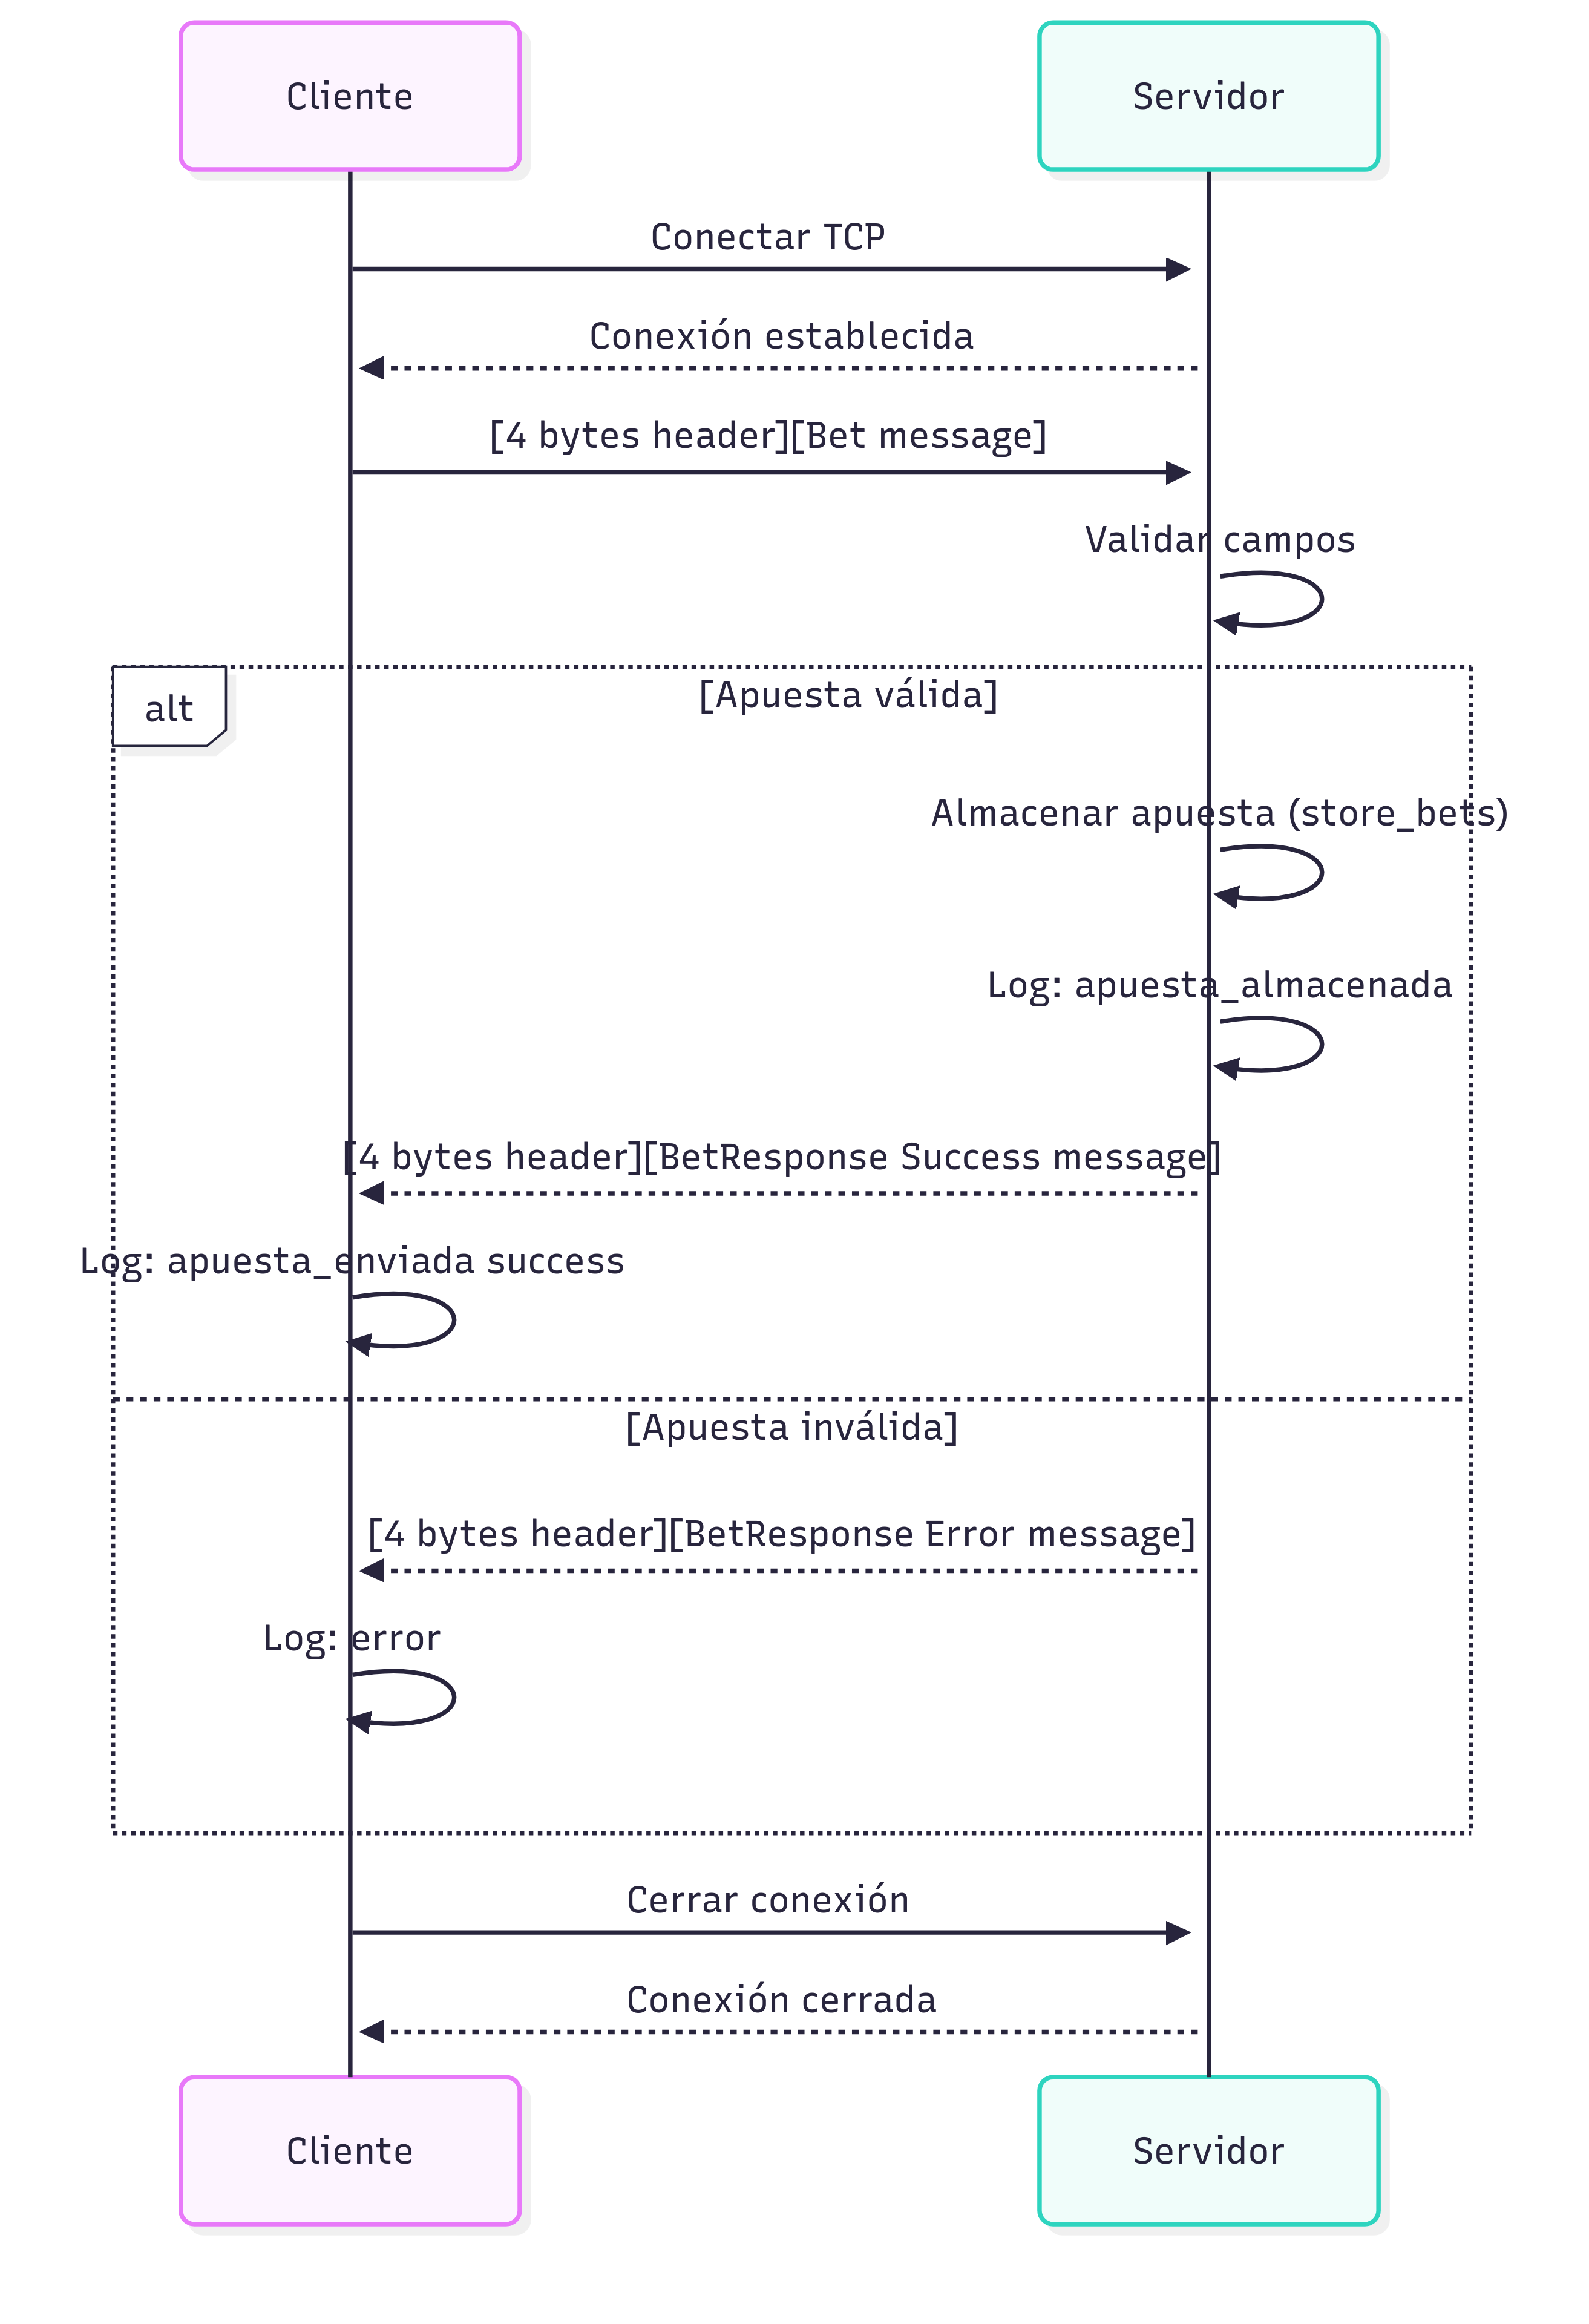 Cliente
Servidor
Conectar TCP
Conexión establecida
[4 bytes header][Bet message]
Validar campos
alt
[Apuesta válida]
Almacenar apuesta (store_bets)
Log: apuesta_almacenada
[4 bytes header][BetResponse Success message]
Log: apuesta_enviada success
[Apuesta inválida]
[4 bytes header][BetResponse Error message]
Log: error
Cerrar conexión
Conexión cerrada
Cliente
Servidor